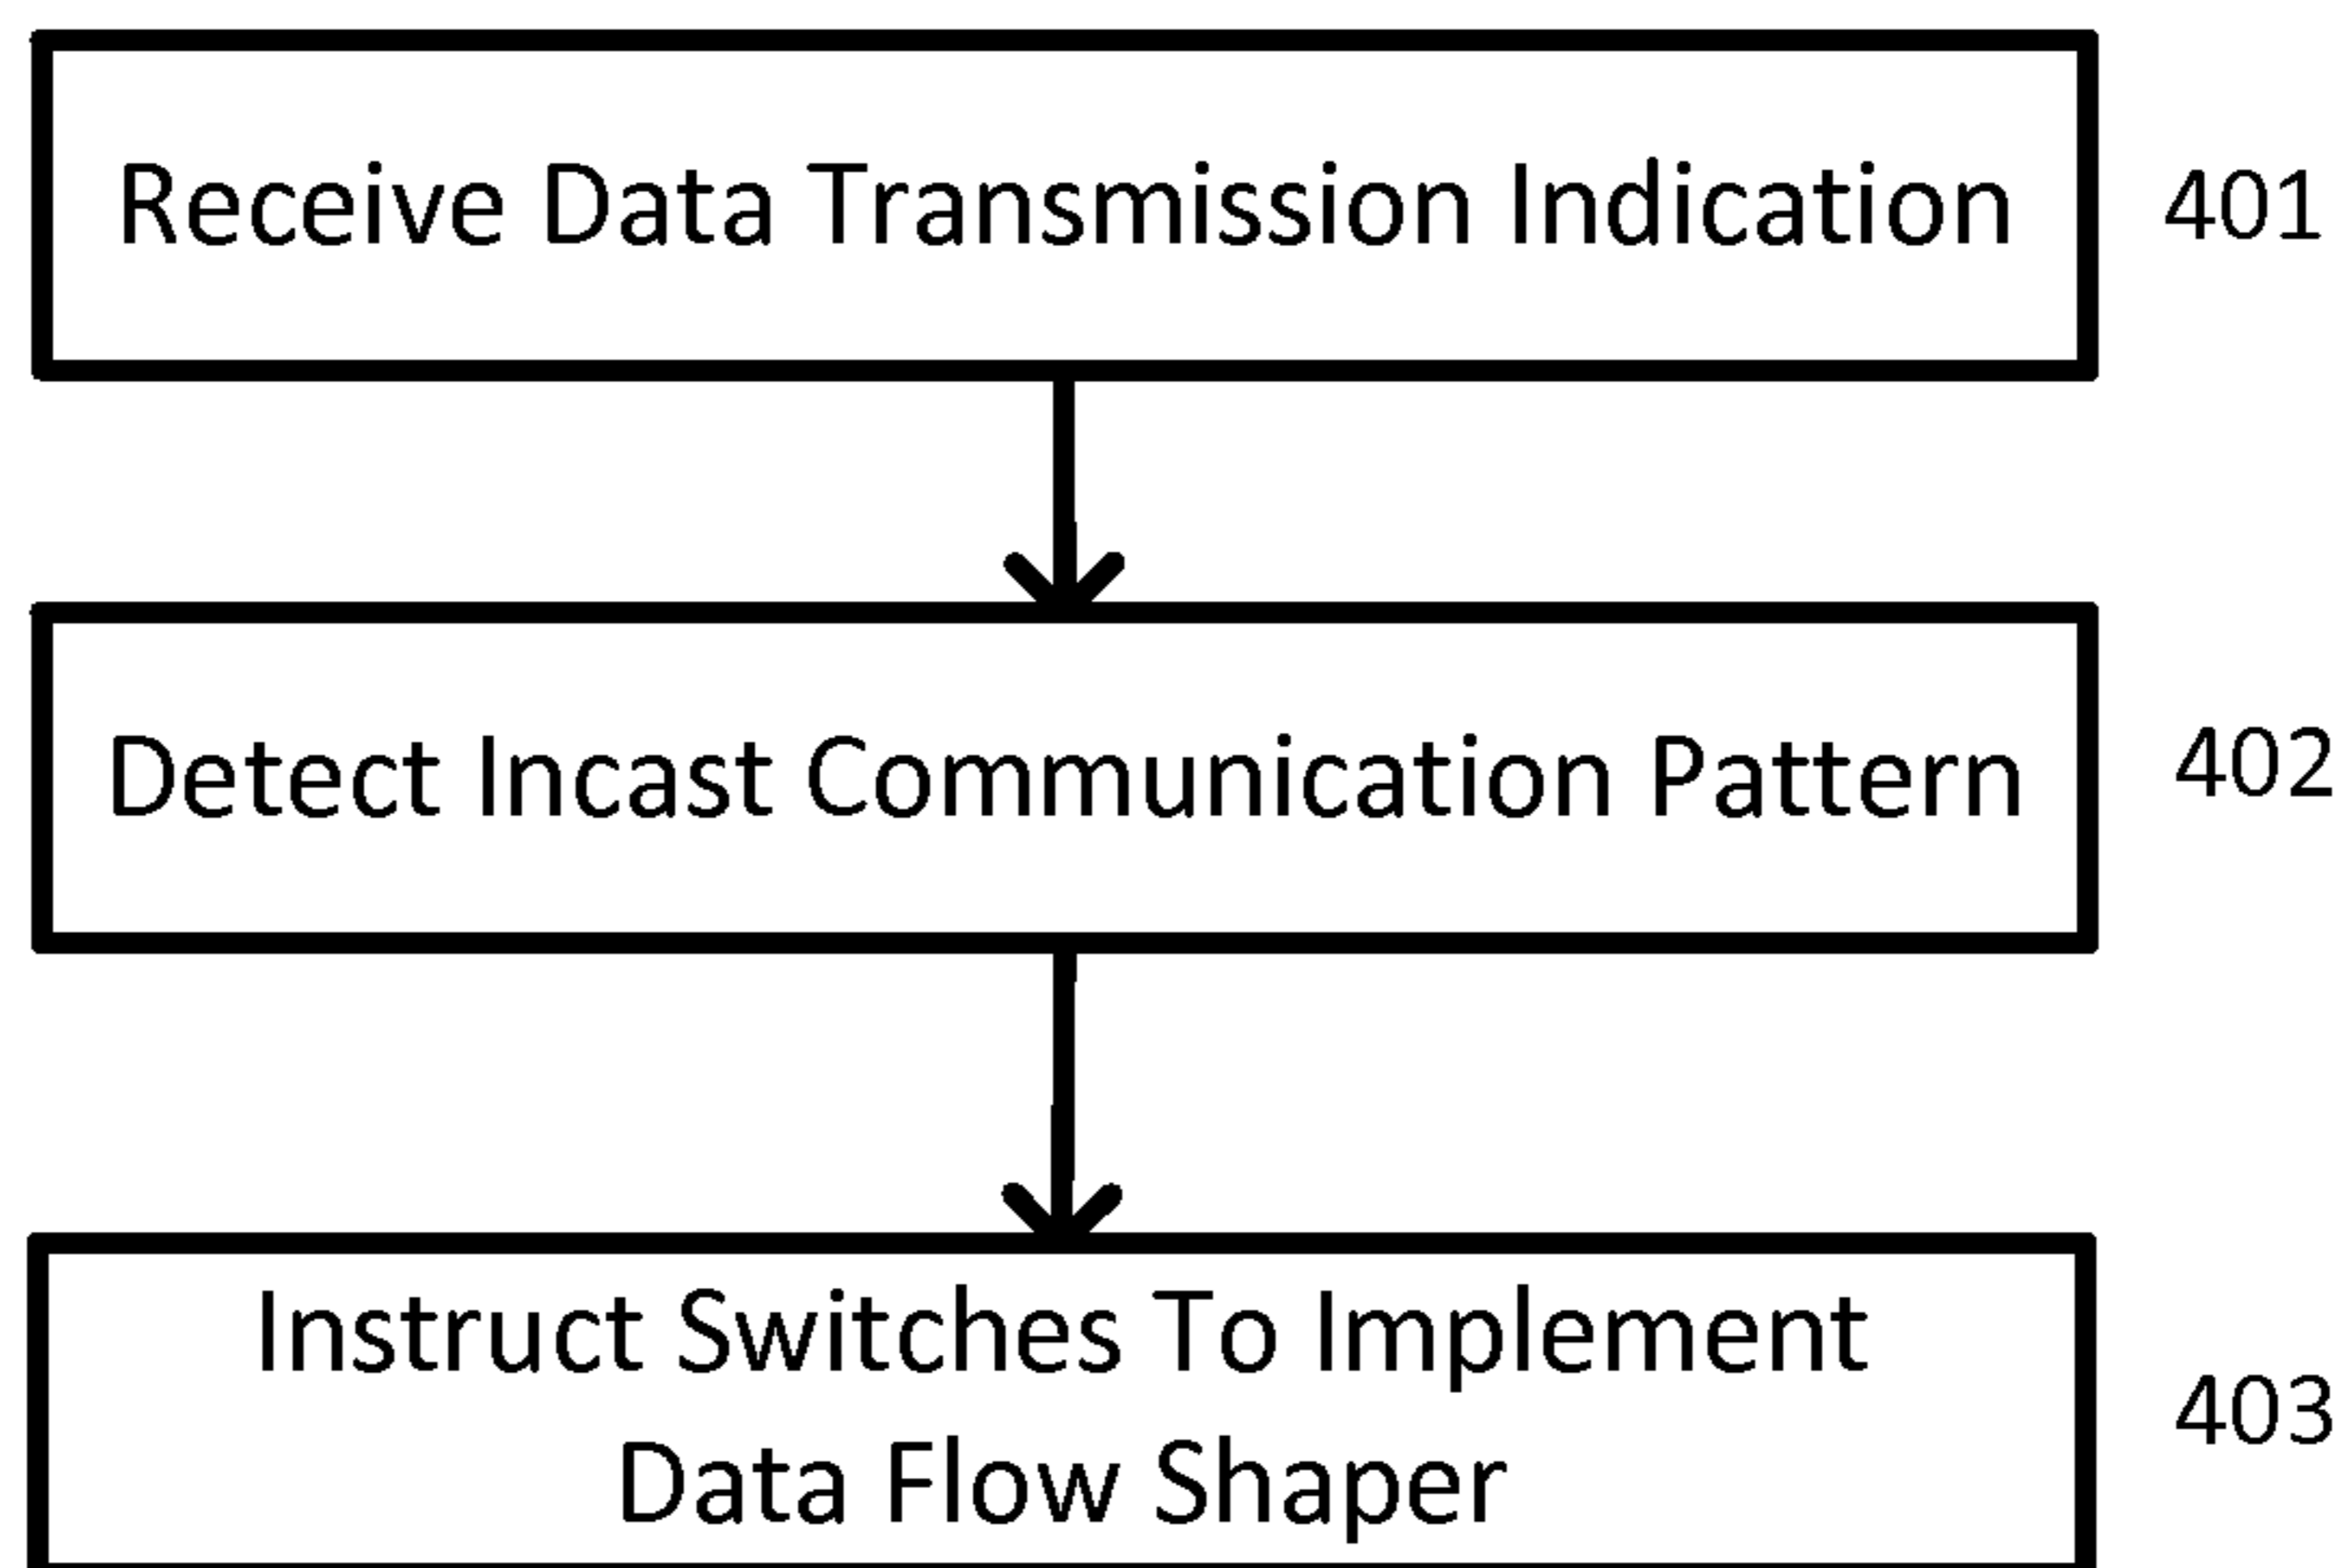 Receive Data Transmission Indication 401
Detect Incast Communication Pattern 402
Instruct Switches To Implement
Data Flow Shaper
403